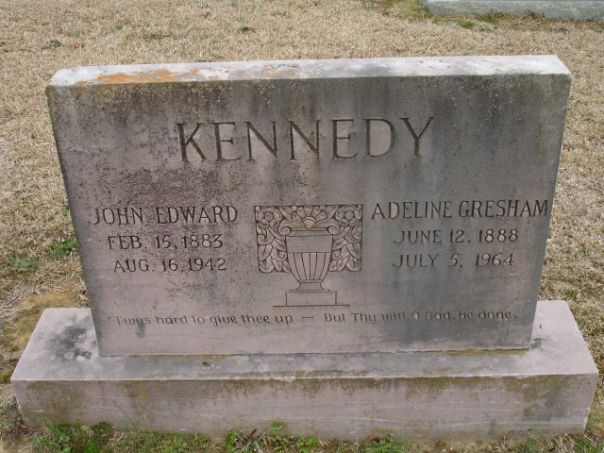 KENNEDY
JOHN EDWARD
FEB. 15, 1883
AUG. 16, 1942
ADELINE GRESHAM
JUNE 12, 1888
JULY 5, 1964
"Twas hard to give thee up — But Thy will, O God, be done.